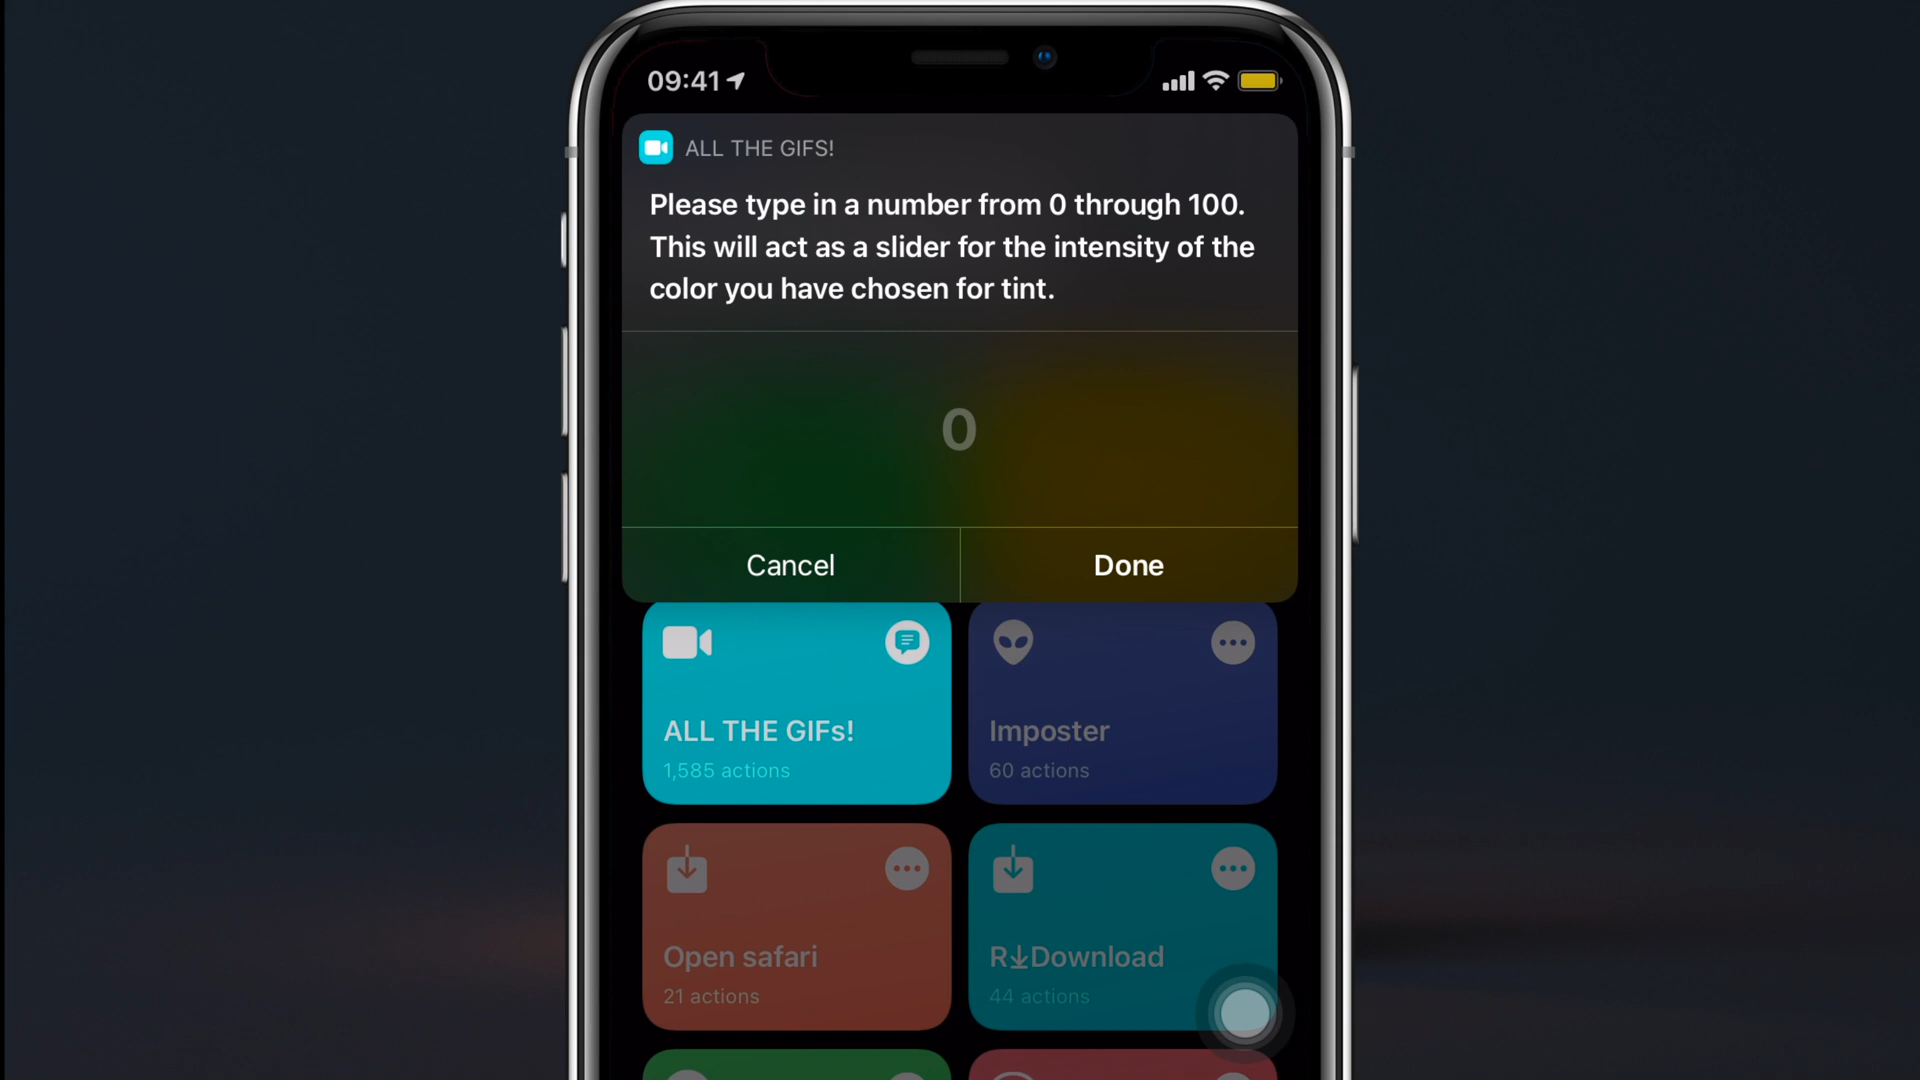 09:41
ALL THE GIFS!
Please type in a number from 0 through 100.
This will act as a slider for the intensity of the
color you have chosen for tint.
0
Cancel
Done
ALL THE GIFs!
1,585 actions
Imposter
60 actions
Open safari
21 actions
R↓Download
44 actions